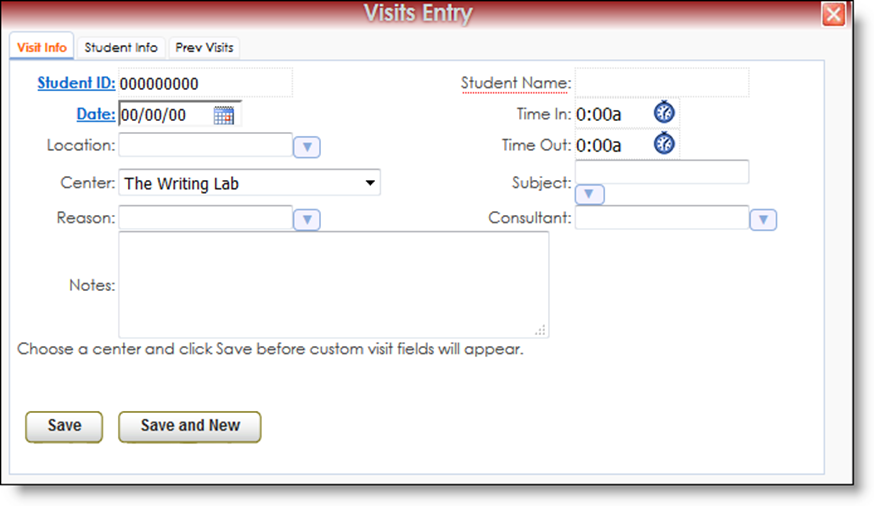 Visits Entry
Visit Info Student Info Prev Visits
Student ID: 000000000 Student Name:
Date: 00/00/00 Time In: 0:00a
Location: Time Out: 0:00a
Center: The Writing Lab Subject:
Reason: Consultant:
Notes:
Choose a center and click Save before custom visit fields will appear.
Save Save and New